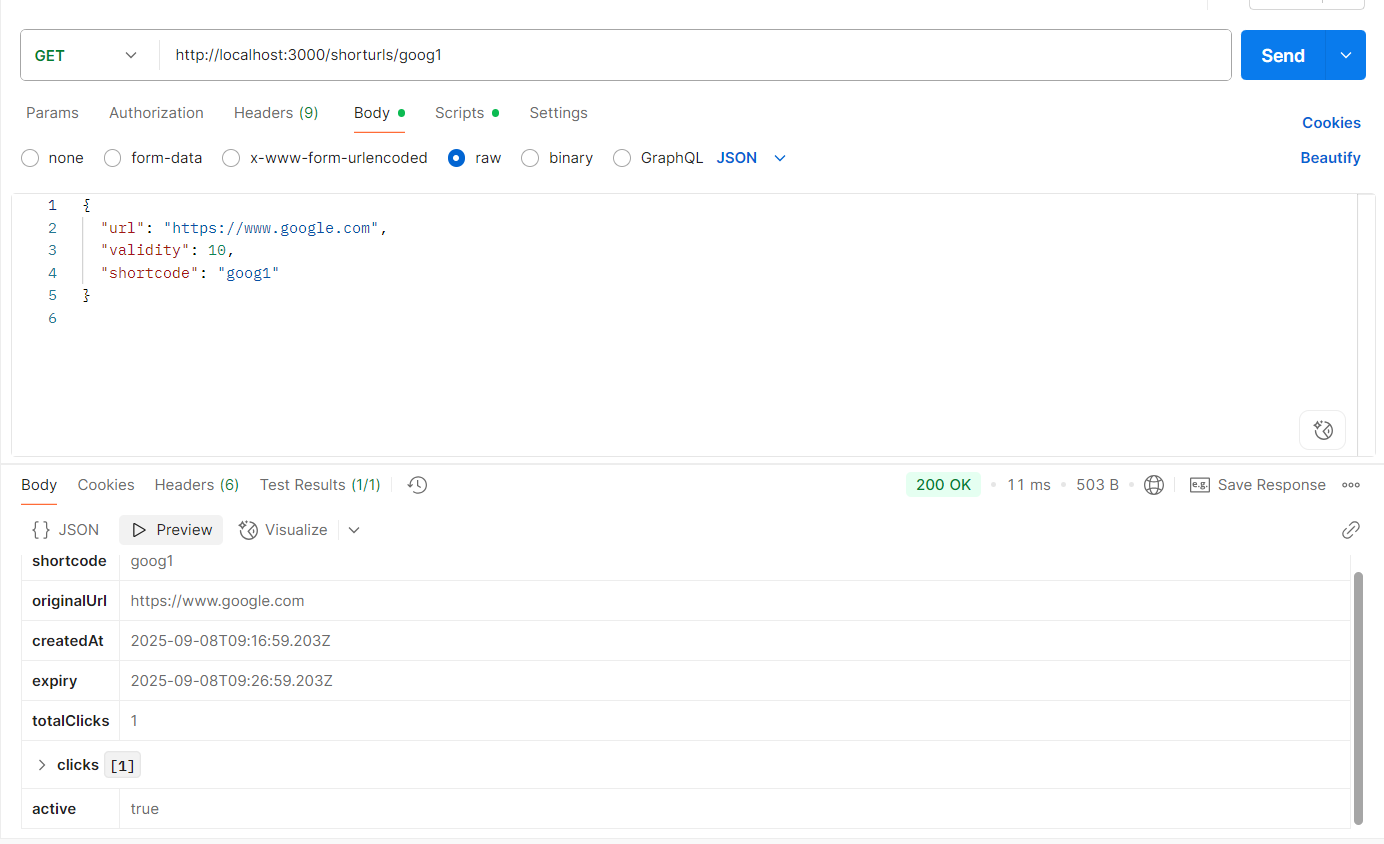 GET http://localhost:3000/shorturls/goog1 Send
Params Authorization Headers (9) Body Scripts Settings Cookies
none form-data x-www-form-urlencoded raw binary GraphQL JSON Beautify
1 {
2 "url": "https://www.google.com",
3 "validity": 10,
4 "shortcode": "goog1"
5 }
6
Body Cookies Headers (6) Test Results (1/1) 200 OK 11 ms 503 B e.g. Save Response
{} JSON Preview Visualize
shortcode goog1
originalUrl https://www.google.com
createdAt 2025-09-08T09:16:59.203Z
expiry 2025-09-08T09:26:59.203Z
totalClicks 1
clicks [1]
active true